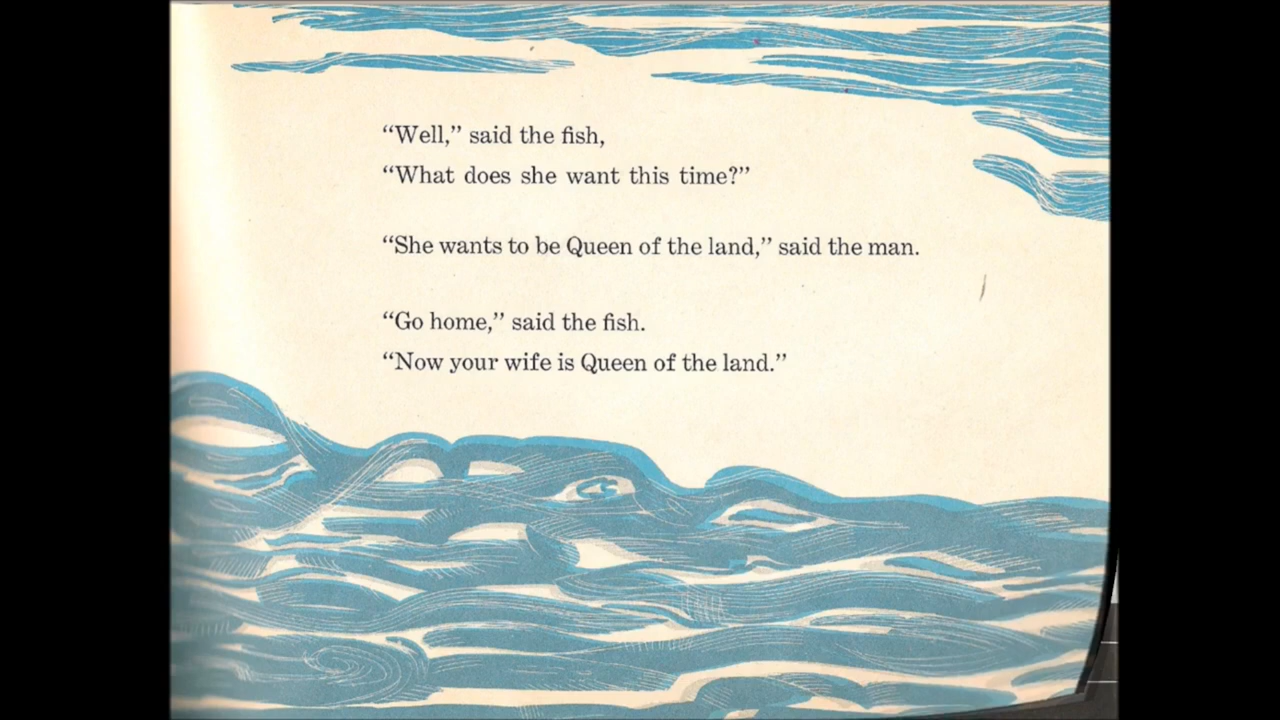 “Well,” said the fish,
“What does she want this time?”
“She wants to be Queen of the land,” said the man.
“Go home,” said the fish.
“Now your wife is Queen of the land.”